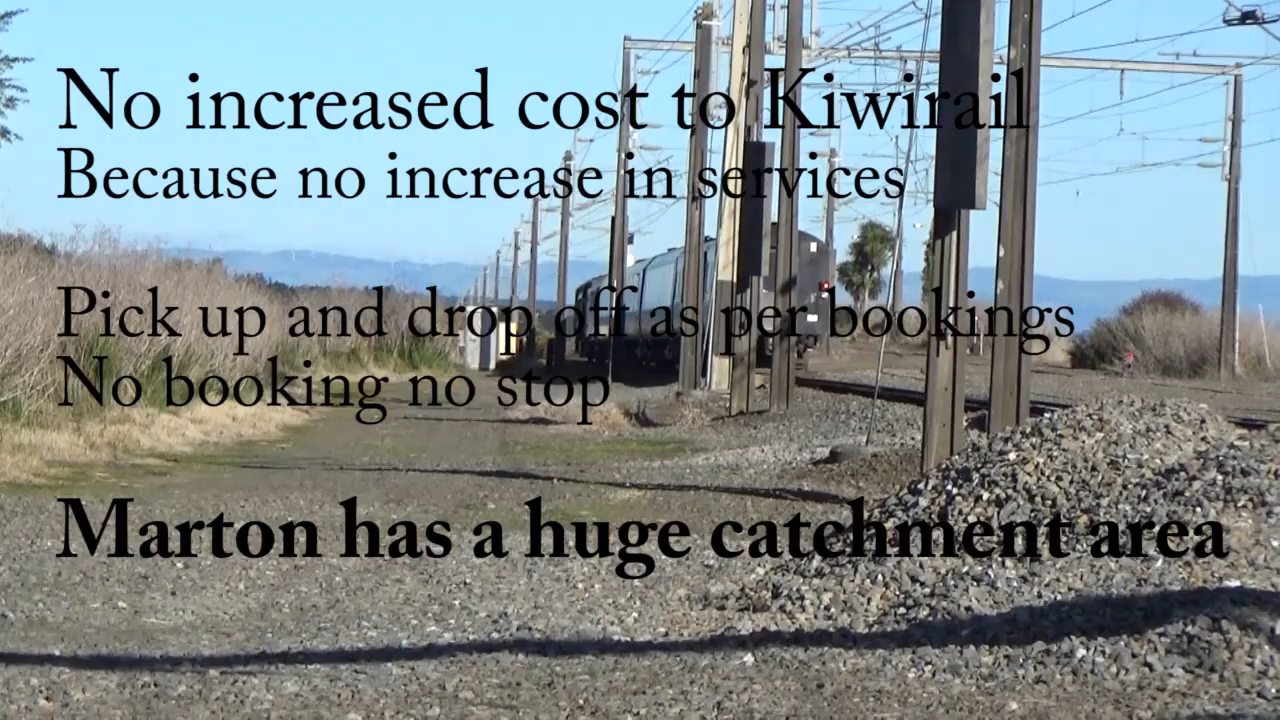 No increased cost to Kiwirail
Because no increase in services
Pick up and drop off as per bookings
No booking no stop
Marton has a huge catchment area